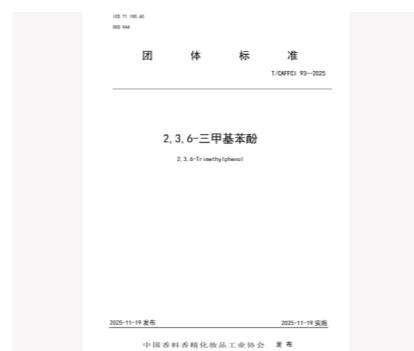 ICS 71.100.60
团 体 标 准
T/CAFFCI 93—2025
2,3,6-三甲基苯酚
2,3,6-Trimethylphenol
2025-11-19 发布
2025-11-19 实施
中国香料香精化妆品工业协会 发 布